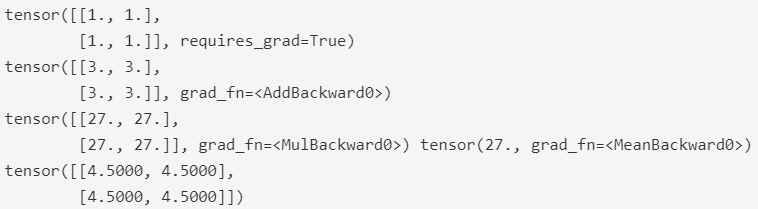 tensor([[1., 1.],
        [1., 1.]], requires_grad=True)
tensor([[3., 3.],
        [3., 3.]], grad_fn=<AddBackward0>)
tensor([[27., 27.],
        [27., 27.]], grad_fn=<MulBackward0>) tensor(27., grad_fn=<MeanBackward0>)
tensor([[4.5000, 4.5000],
        [4.5000, 4.5000]])